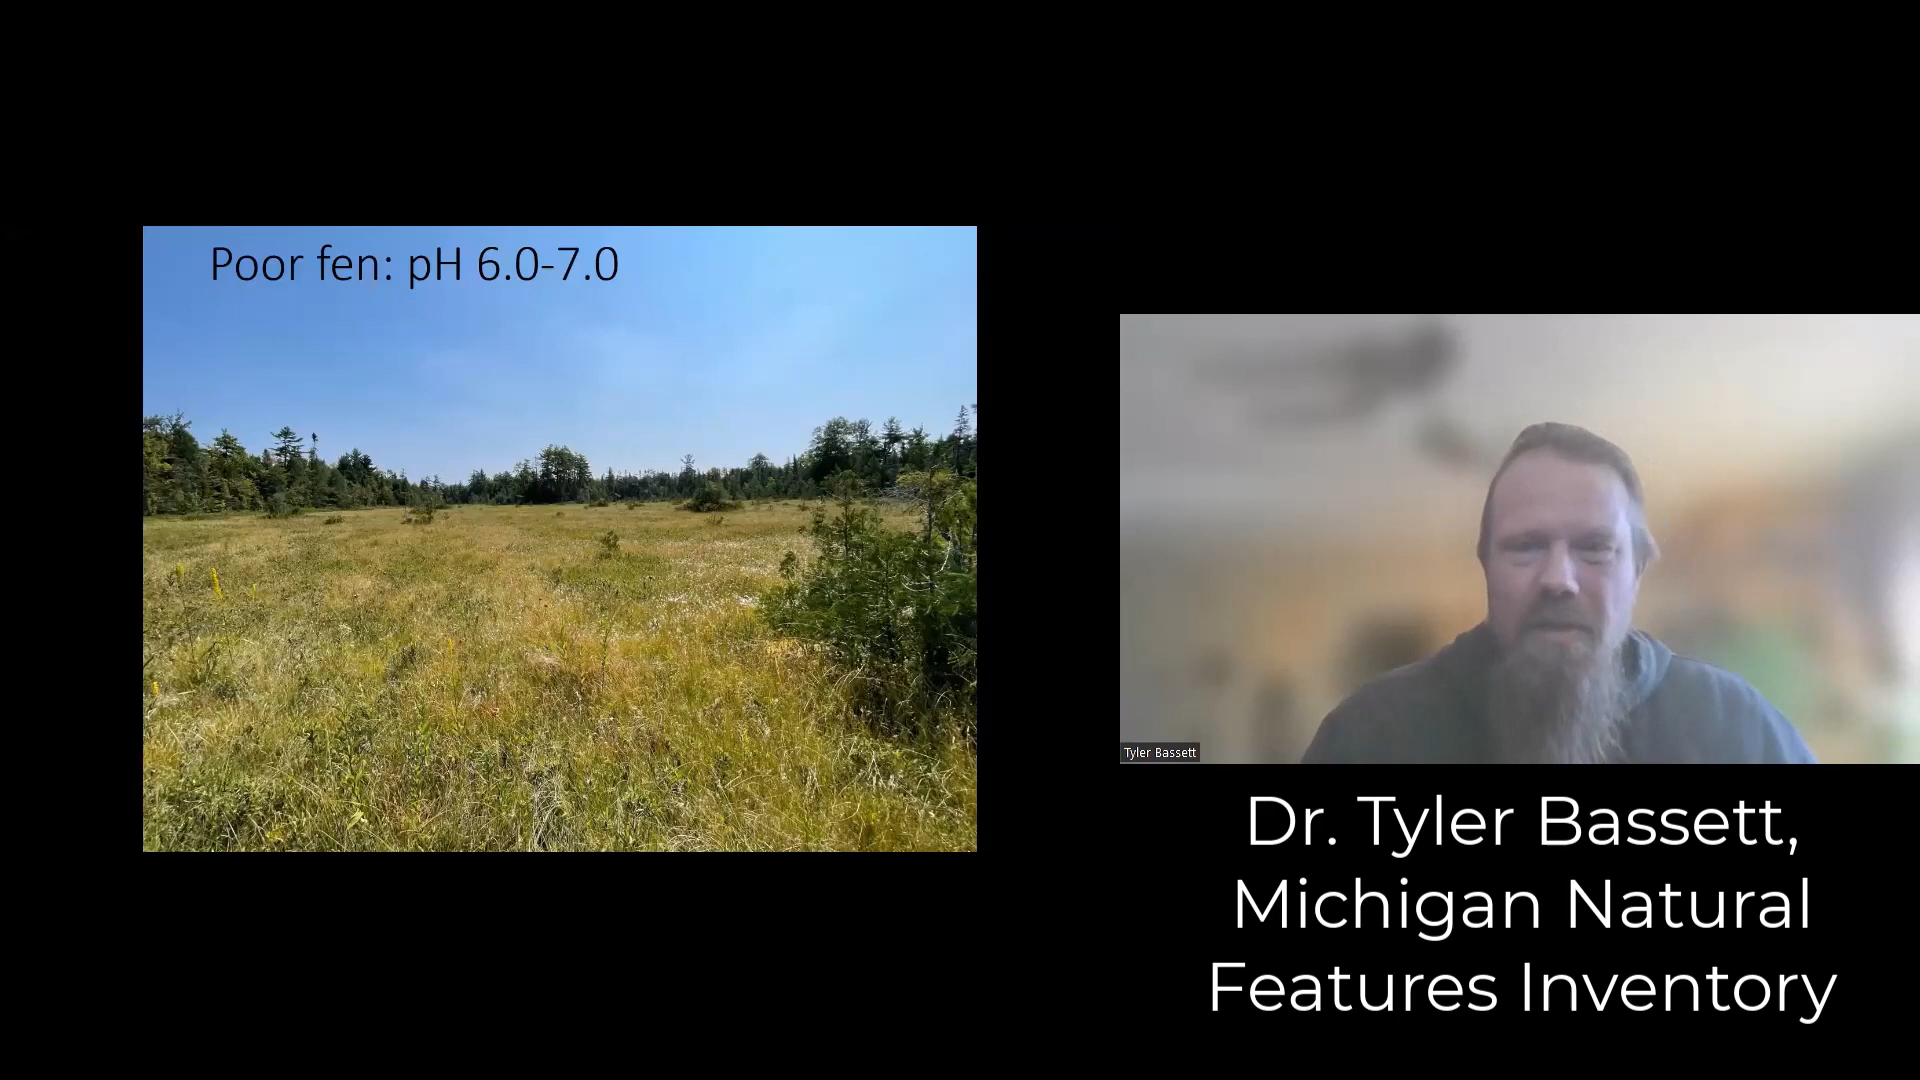 Poor fen: pH 6.0-7.0
Tyler Bassett
Dr. Tyler Bassett,
Michigan Natural
Features Inventory